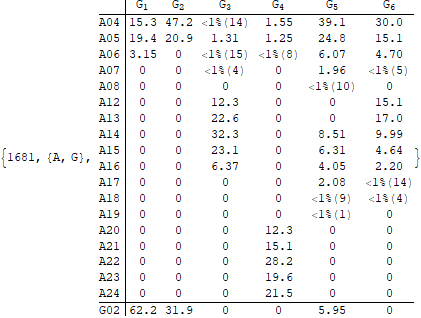 G₁ G₂ G₃ G₄ G₅ G₆
A04 15.3 47.2 <1%(14) 1.55 39.1 30.0
A05 19.4 20.9 1.31 1.25 24.8 15.1
A06 3.15 0 <1%(15) <1%(8) 6.07 4.70
A07 0 0 <1%(4) 0 1.96 <1%(5)
A08 0 0 0 0 <1%(10) 0
A12 0 0 12.3 0 0 15.1
A13 0 0 22.6 0 0 17.0
A14 0 0 32.3 0 8.51 9.99
{1681, {A, G}, A15 0 0 23.1 0 6.31 4.64 }
A16 0 0 6.37 0 4.05 2.20
A17 0 0 0 0 2.08 <1%(14)
A18 0 0 0 0 <1%(9) <1%(4)
A19 0 0 0 0 <1%(1) 0
A20 0 0 0 12.3 0 0
A21 0 0 0 15.1 0 0
A22 0 0 0 28.2 0 0
A23 0 0 0 19.6 0 0
A24 0 0 0 21.5 0 0
G02 62.2 31.9 0 0 5.95 0